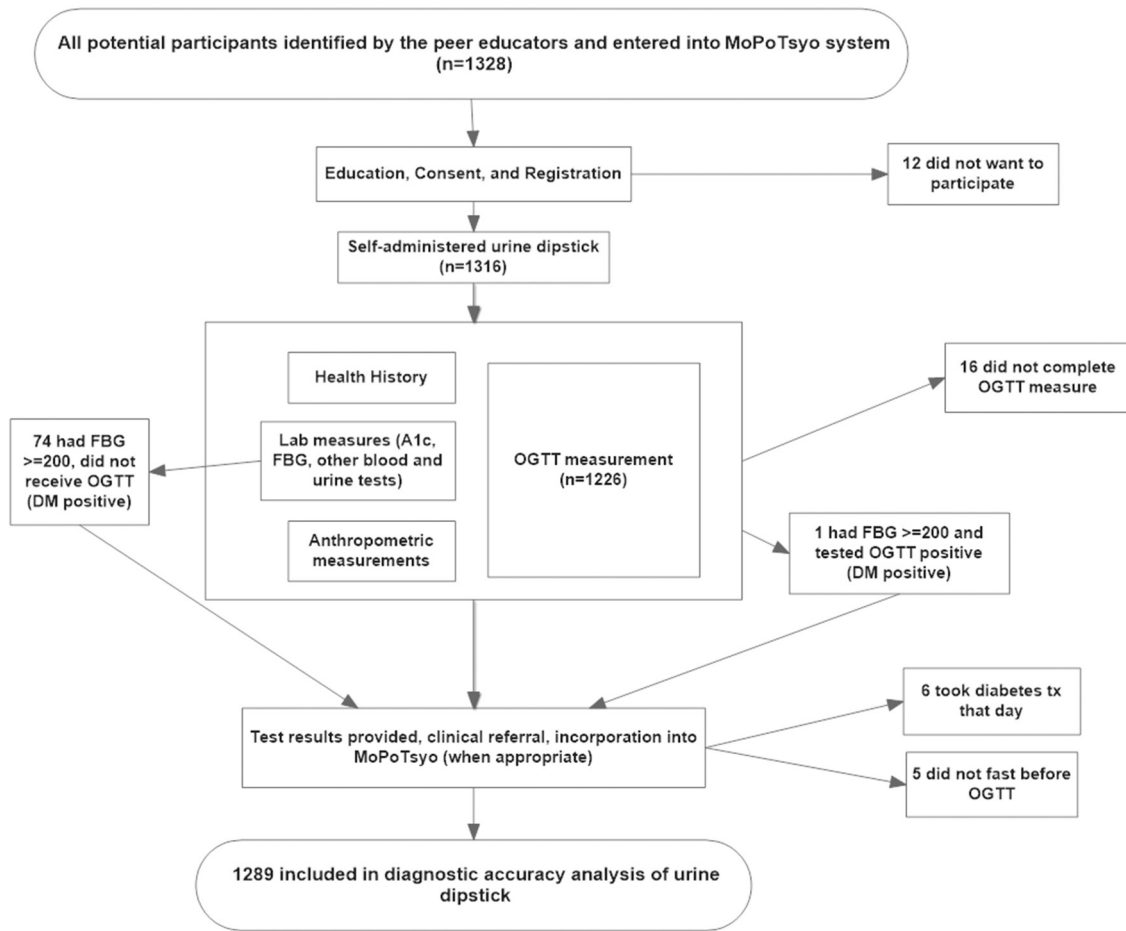 All potential participants identified by the peer educators and entered into MoPoTsyo system
(n=1328)
Education, Consent, and Registration
12 did not want to
participate
Self-administered urine dipstick
(n=1316)
Health History
Lab measures (A1c,
FBG, other blood and
urine tests)
Anthropometric
measurements
OGTT measurement
(n=1226)
16 did not complete
OGTT measure
74 had FBG
>=200, did not
receive OGTT
(DM positive)
1 had FBG >=200 and
tested OGTT positive
(DM positive)
Test results provided, clinical referral, incorporation into
MoPoTsyo (when appropriate)
6 took diabetes tx
that day
5 did not fast before
OGTT
1289 included in diagnostic accuracy analysis of urine
dipstick